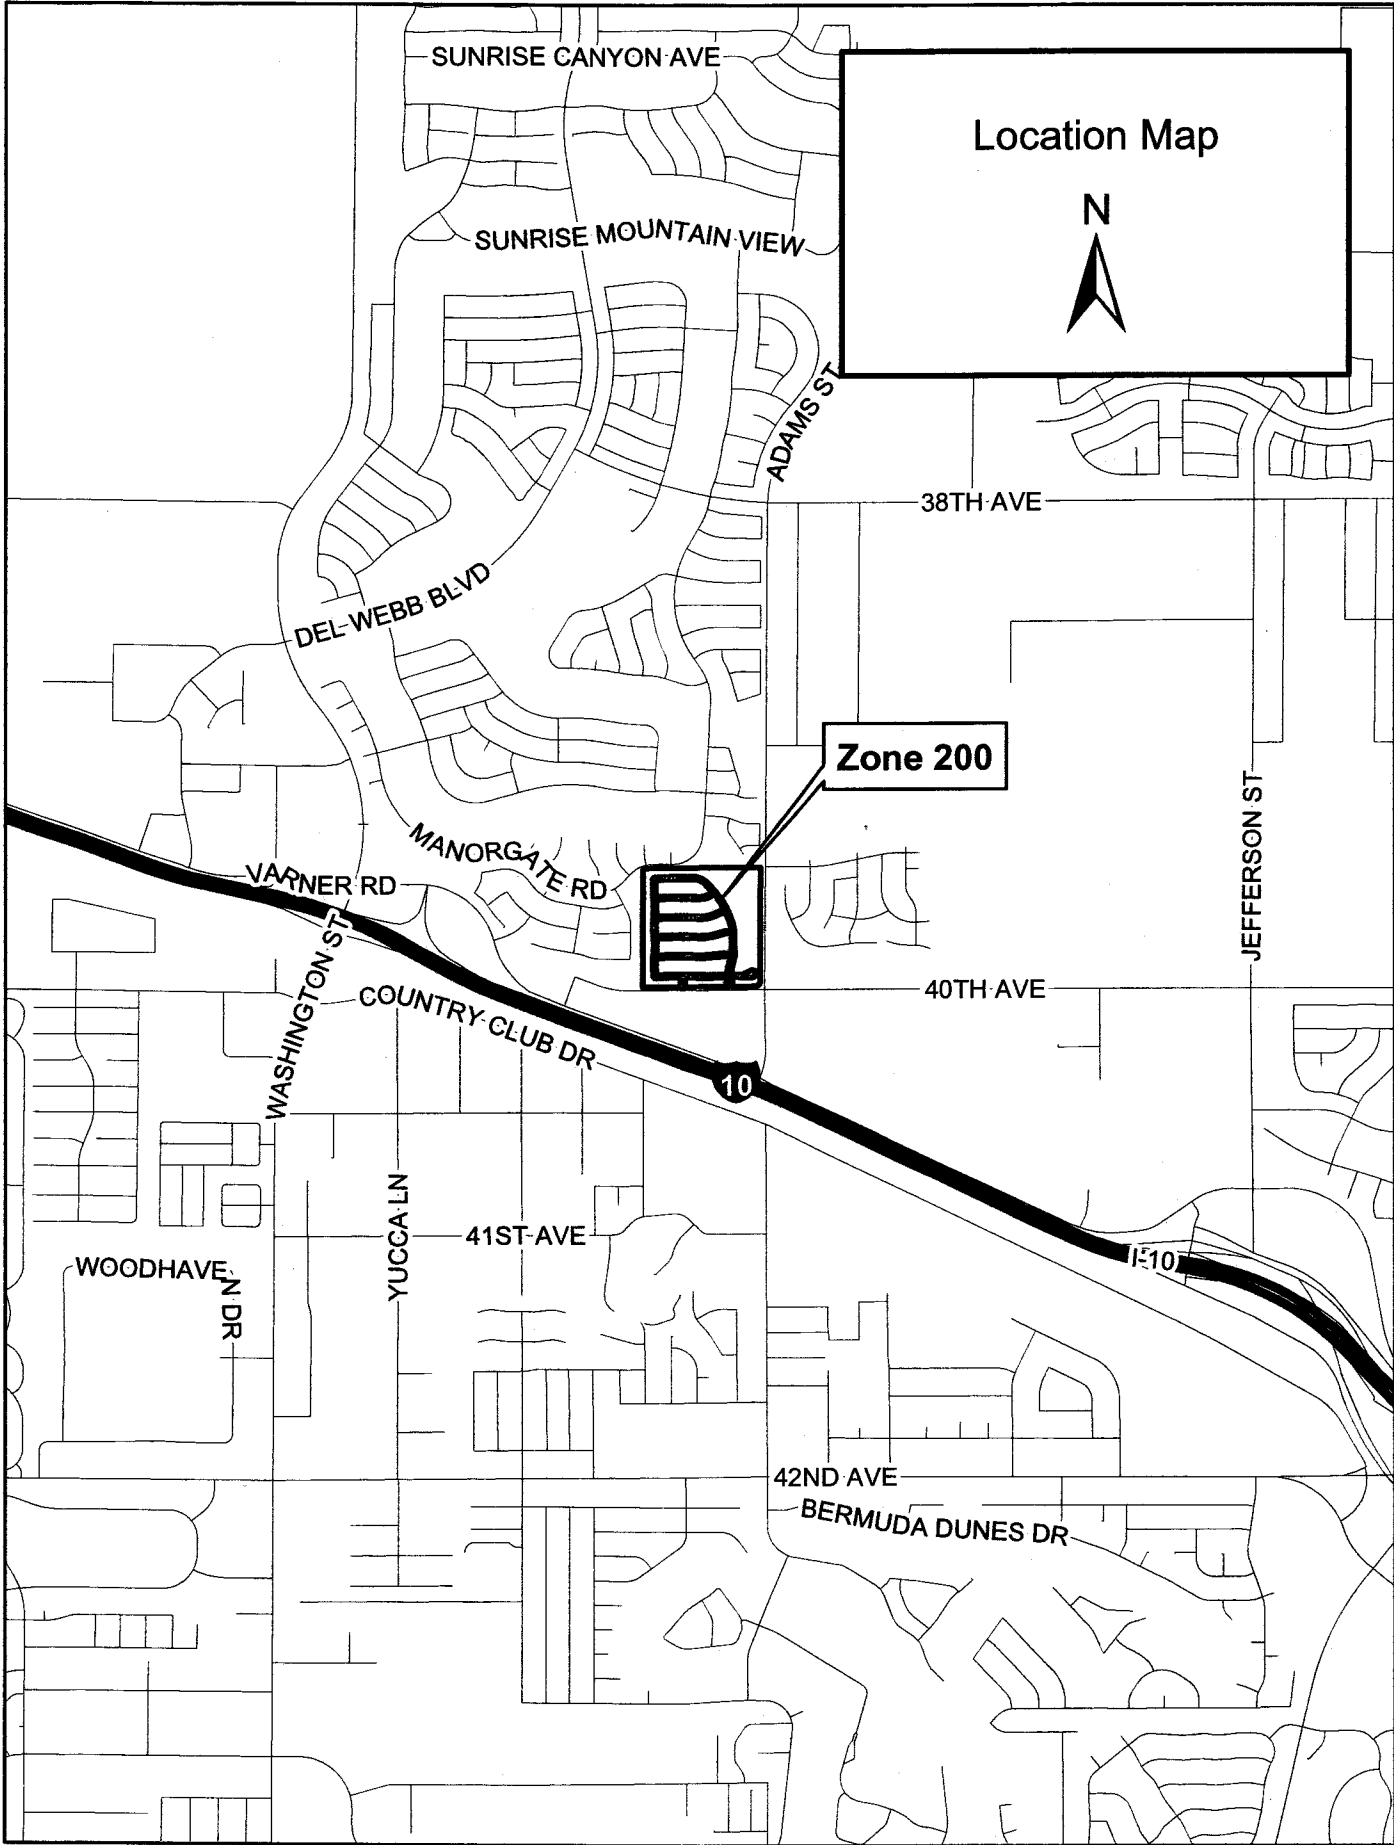 SUNRISE CANYON AVE
Location Map
N
SUNRISE MOUNTAIN VIEW
ADAMS ST
38TH AVE
DEL WEBB BLVD
Zone 200
MANORGATE RD
JEFFERSON ST
VARNER RD
WASHINGTON ST
40TH AVE
COUNTRY CLUB DR
10
YUCCA LN
41ST AVE
I-10
WOODHAVEN DR
42ND AVE
BERMUDA DUNES DR